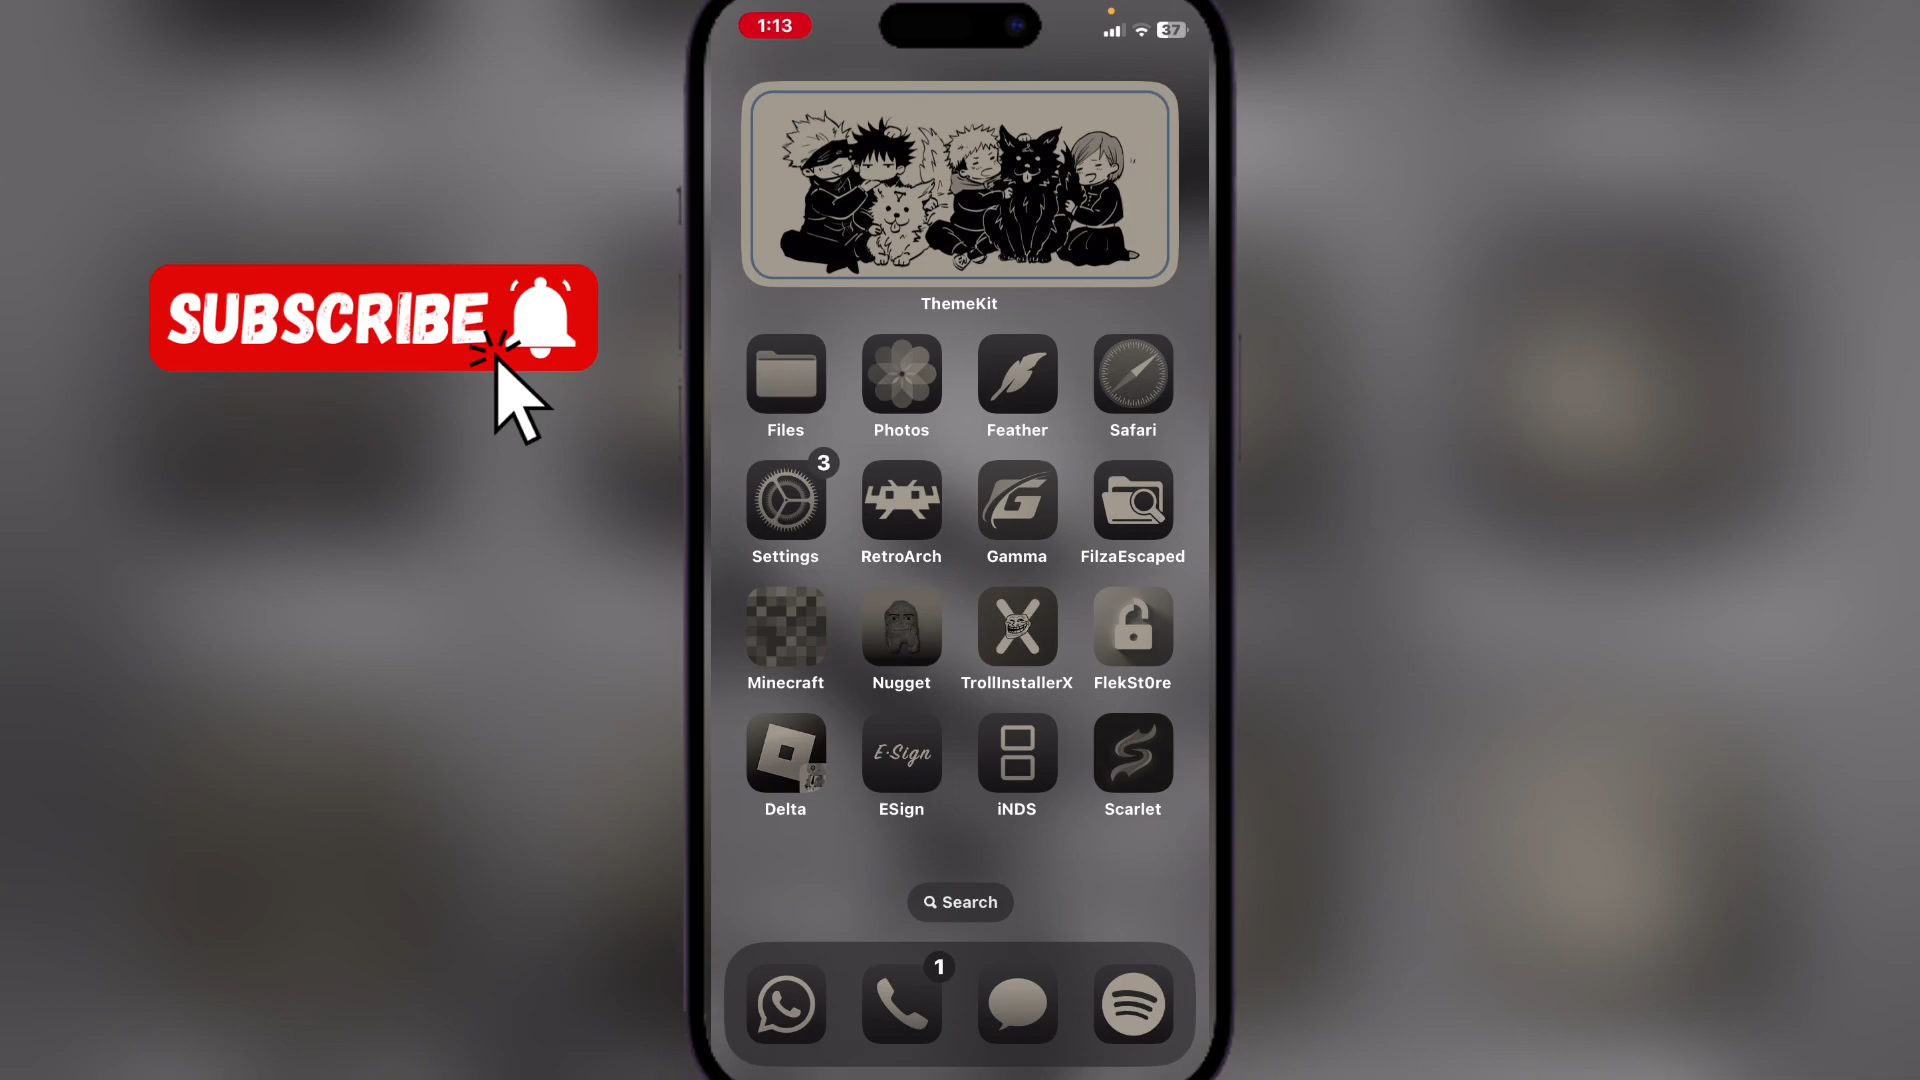 1:13
37
SUBSCRIBE
ThemeKit
Files Photos Feather Safari
3
Settings RetroArch Gamma FilzaEscaped
Minecraft Nugget TrollInstallerX FlekSt0re
E·Sign
Delta ESign iNDS Scarlet
Search
1